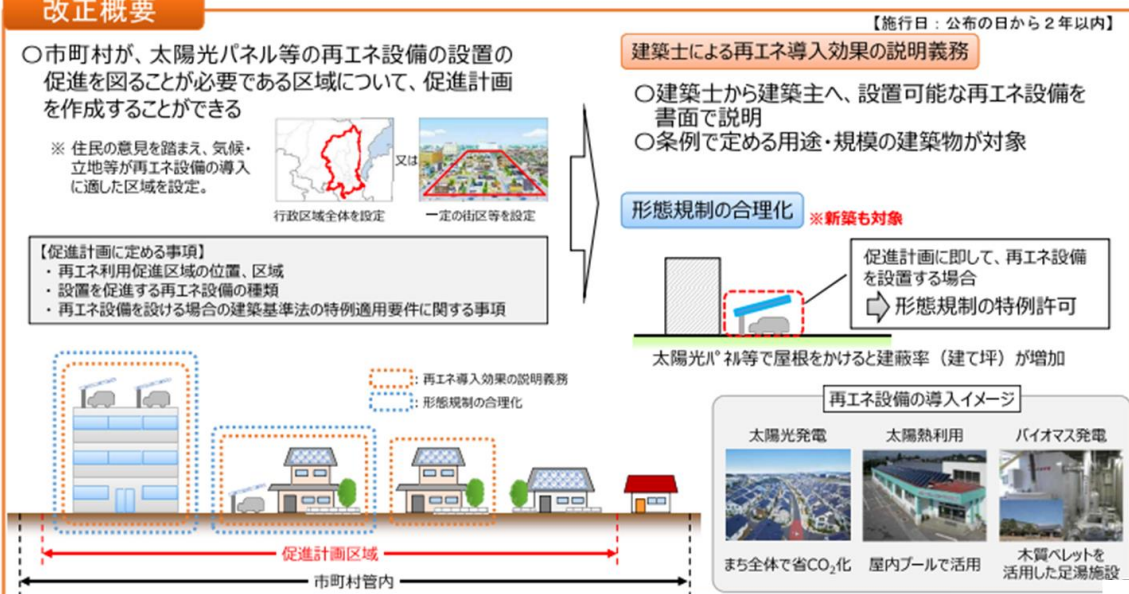 改正概要
【施行日：公布の日から２年以内】
〇市町村が、太陽光パネル等の再エネ設備の設置の
促進を図ることが必要である区域について、促進計画
を作成することができる
※ 住民の意見を踏まえ、気候・
立地等が再エネ設備の導入
に適した区域を設定。
又は
行政区域全体を設定
一定の街区等を設定
【促進計画に定める事項】
・ 再エネ利用促進区域の位置、区域
・ 設置を促進する再エネ設備の種類
・ 再エネ設備を設ける場合の建築基準法の特例適用要件に関する事項
：再エネ導入効果の説明義務
：形態規制の合理化
促進計画区域
市町村管内
建築士による再エネ導入効果の説明義務
〇建築士から建築主へ、設置可能な再エネ設備を
書面で説明
〇条例で定める用途・規模の建築物が対象
形態規制の合理化
※新築も対象
促進計画に即して、再エネ設備
を設置する場合
形態規制の特例許可
太陽光ﾊﾟﾈﾙ等で屋根をかけると建蔽率（建て坪）が増加
再エネ設備の導入イメージ
太陽光発電
太陽熱利用
バイオマス発電
まち全体で省CO₂化
屋内プールで活用
木質ペレットを
活用した足湯施設